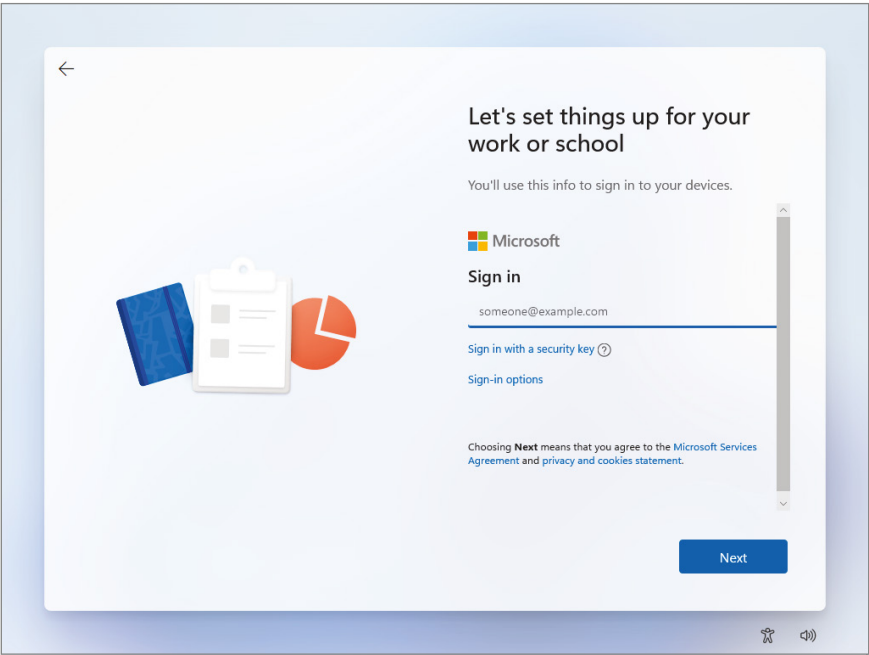 Let's set things up for your
work or school
You'll use this info to sign in to your devices.
Microsoft
Sign in
someone@example.com
Sign in with a security key
Sign-in options
Choosing Next means that you agree to the Microsoft Services
Agreement and privacy and cookies statement.
Next